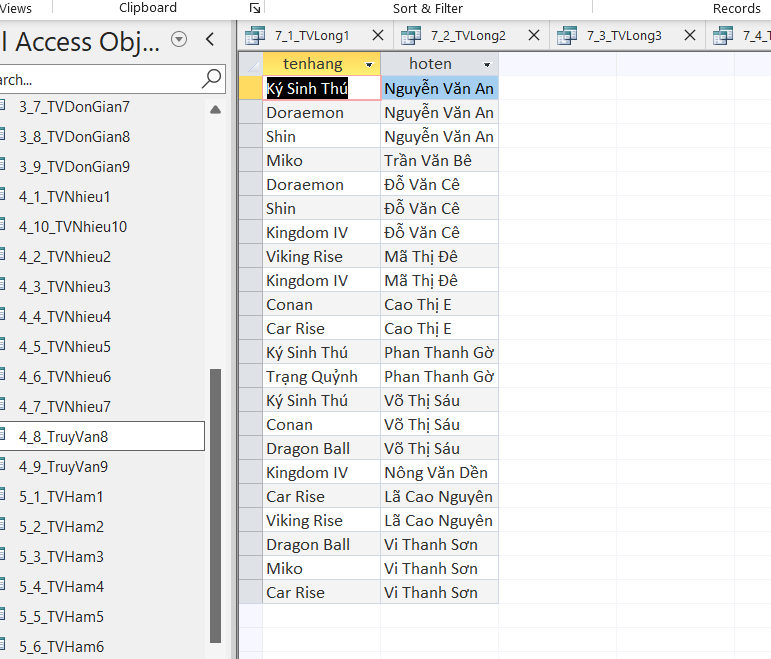 Views Clipboard Sort & Filter Records
l Access Obj...
arch...
3_7_TVDonGian7
3_8_TVDonGian8
3_9_TVDonGian9
4_1_TVNhieu1
4_10_TVNhieu10
4_2_TVNhieu2
4_3_TVNhieu3
4_4_TVNhieu4
4_5_TVNhieu5
4_6_TVNhieu6
4_7_TVNhieu7
4_8_TruyVan8
4_9_TruyVan9
5_1_TVHam1
5_2_TVHam2
5_3_TVHam3
5_4_TVHam4
5_5_TVHam5
5_6_TVHam6
7_1_TVLong1 7_2_TVLong2 7_3_TVLong3 7_4_T
tenhang hoten
Ký Sinh Thú Nguyễn Văn An
Doraemon Nguyễn Văn An
Shin Nguyễn Văn An
Miko Trần Văn Bê
Doraemon Đỗ Văn Cê
Shin Đỗ Văn Cê
Kingdom IV Đỗ Văn Cê
Viking Rise Mã Thị Đê
Kingdom IV Mã Thị Đê
Conan Cao Thị E
Car Rise Cao Thị E
Ký Sinh Thú Phan Thanh Gờ
Trạng Quỷnh Phan Thanh Gờ
Ký Sinh Thú Võ Thị Sáu
Conan Võ Thị Sáu
Dragon Ball Võ Thị Sáu
Kingdom IV Nông Văn Dền
Car Rise Lã Cao Nguyên
Viking Rise Lã Cao Nguyên
Dragon Ball Vi Thanh Sơn
Miko Vi Thanh Sơn
Car Rise Vi Thanh Sơn